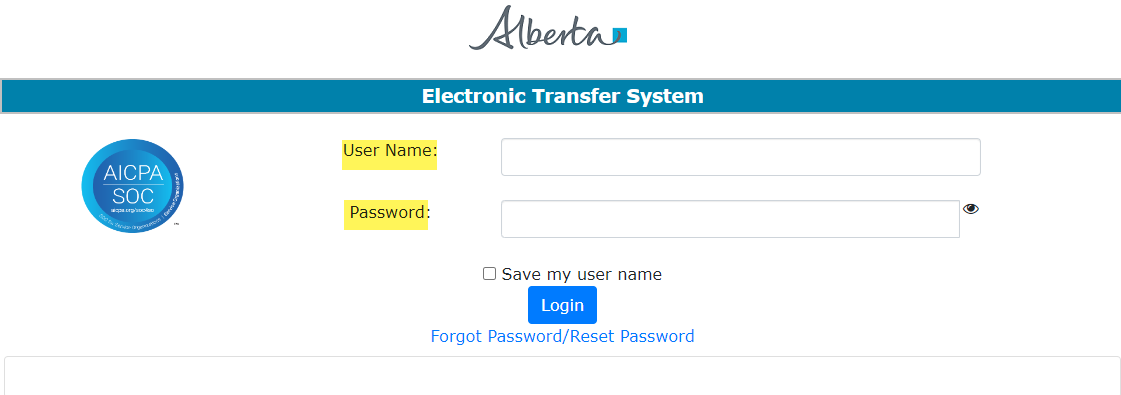 Alberta
Electronic Transfer System
AICPA
SOC
User Name:
Password:
Save my user name
Login
Forgot Password/Reset Password